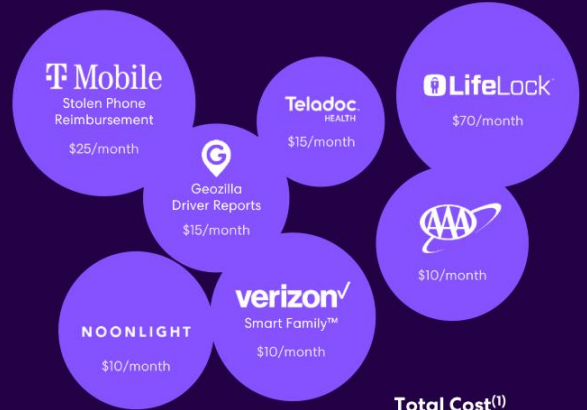 T Mobile
Stolen Phone
Reimbursement
$25/month
Teladoc.
HEALTH
$15/month
LifeLock
$70/month
G
Geozilla
Driver Reports
$15/month
AAA
$10/month
NOONLIGHT
$10/month
verizon✓
Smart Family™
$10/month
Total Cost(1)